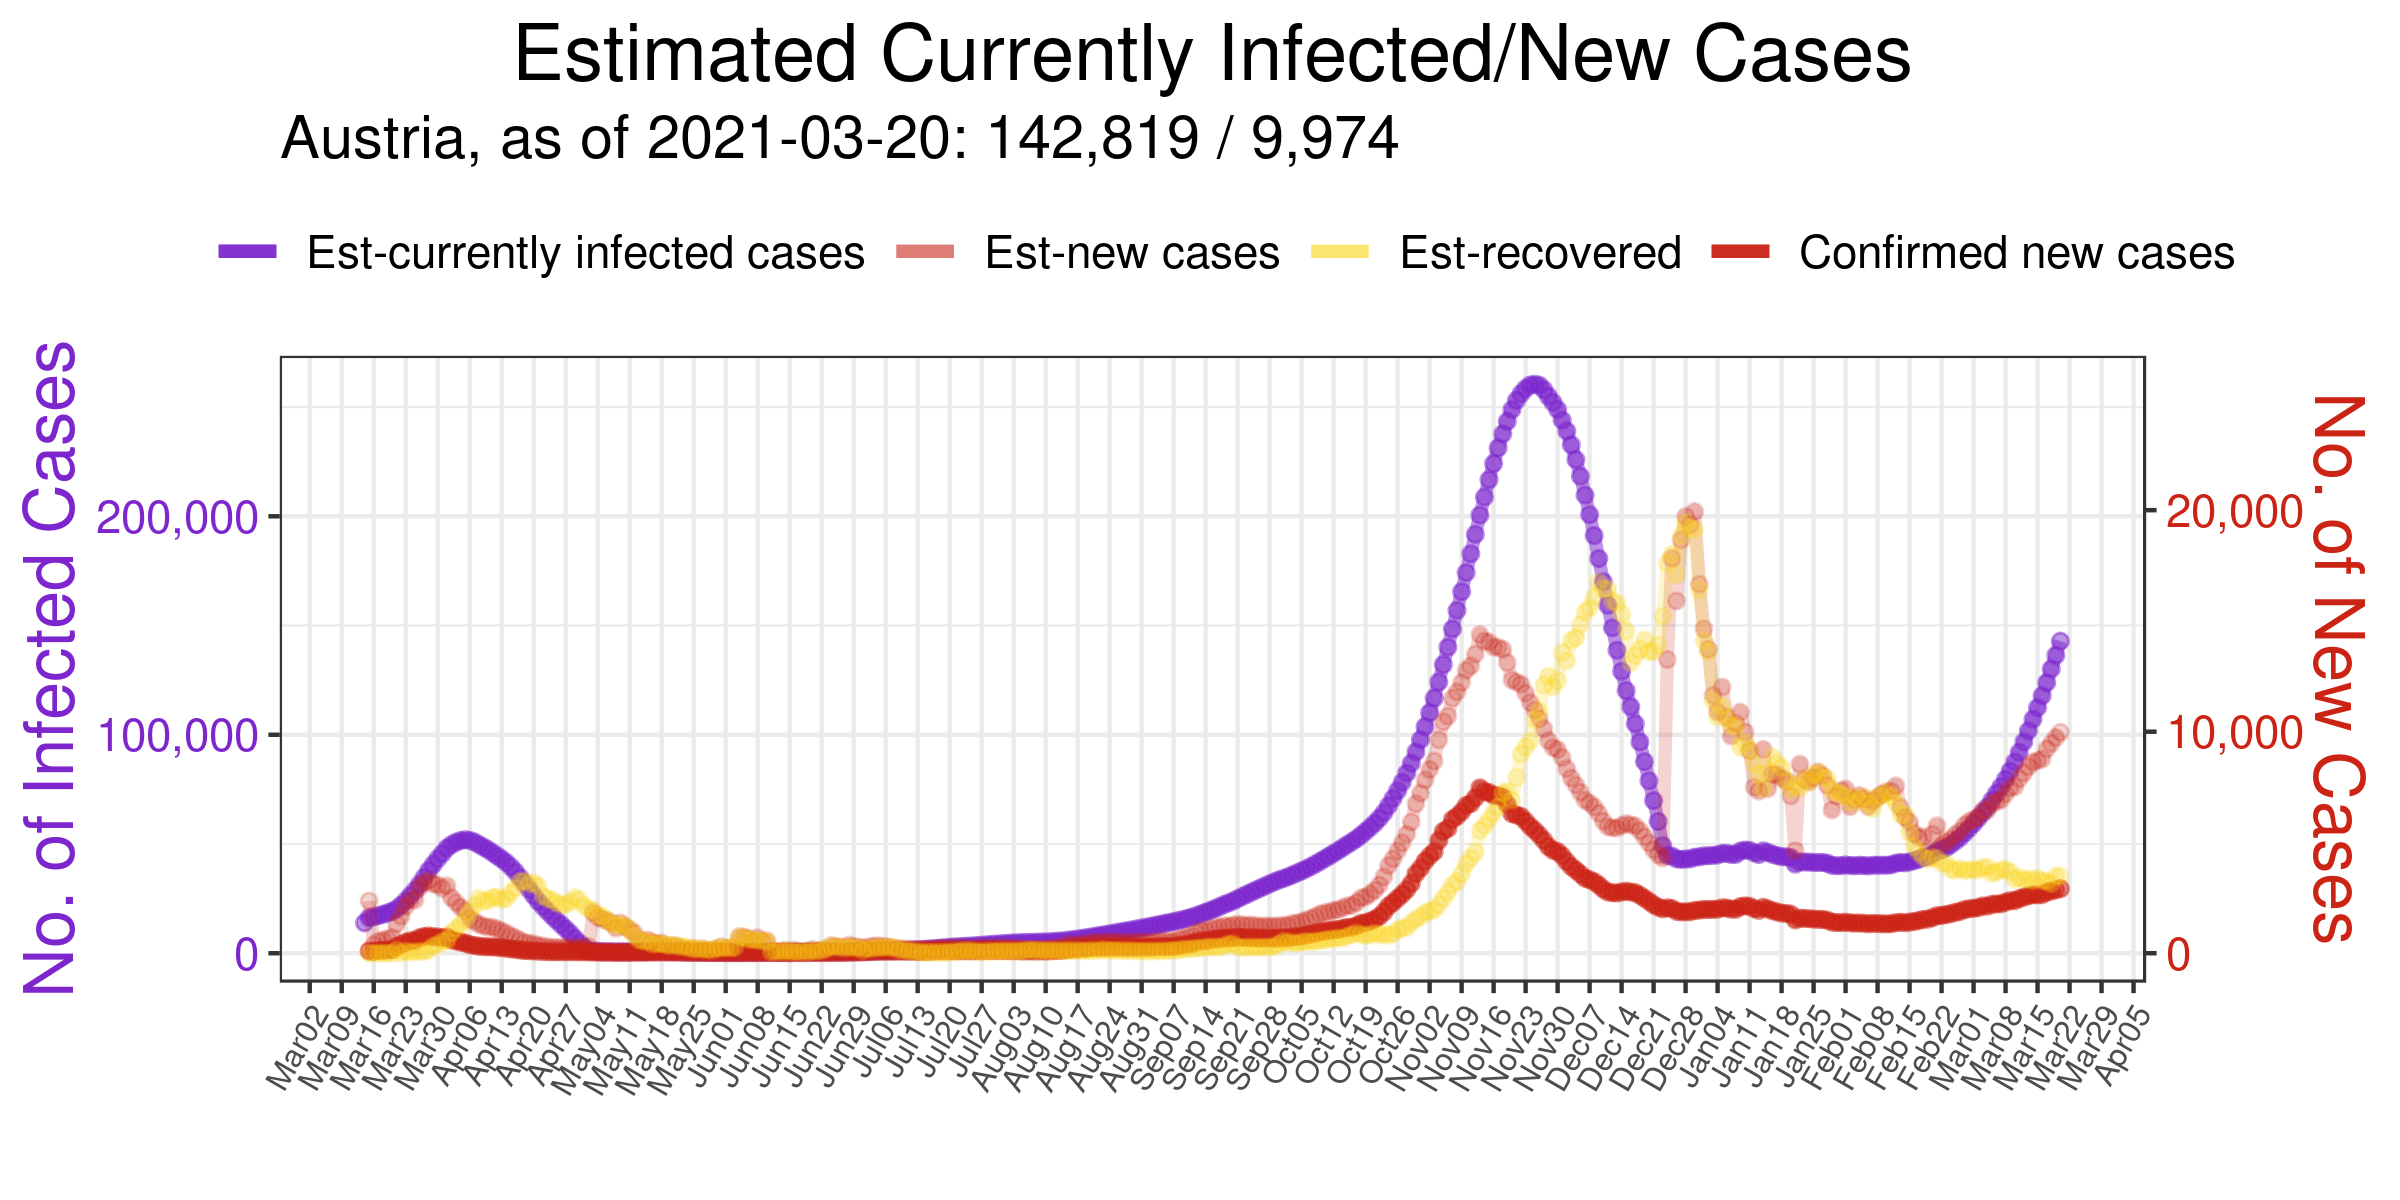 Estimated Currently Infected/New Cases
Austria, as of 2021-03-20: 142,819 / 9,974
Est-currently infected cases Est-new cases Est-recovered Confirmed new cases
No. of Infected Cases
200,000
100,000
0
20,000
10,000
0
No. of New Cases
Mar02 Mar09 Mar16 Mar23 Mar30 Apr06 Apr13 Apr20 Apr27 May04 May11 May18 May25 Jun01 Jun08 Jun15 Jun22 Jun29 Jul06 Jul13 Jul20 Jul27 Aug03 Aug10 Aug17 Aug24 Aug31 Sep07 Sep14 Sep21 Sep28 Oct05 Oct12 Oct19 Oct26 Nov02 Nov09 Nov16 Nov23 Nov30 Dec07 Dec14 Dec21 Dec28 Jan04 Jan11 Jan18 Jan25 Feb01 Feb08 Feb15 Feb22 Mar01 Mar08 Mar15 Mar22 Mar29 Apr05